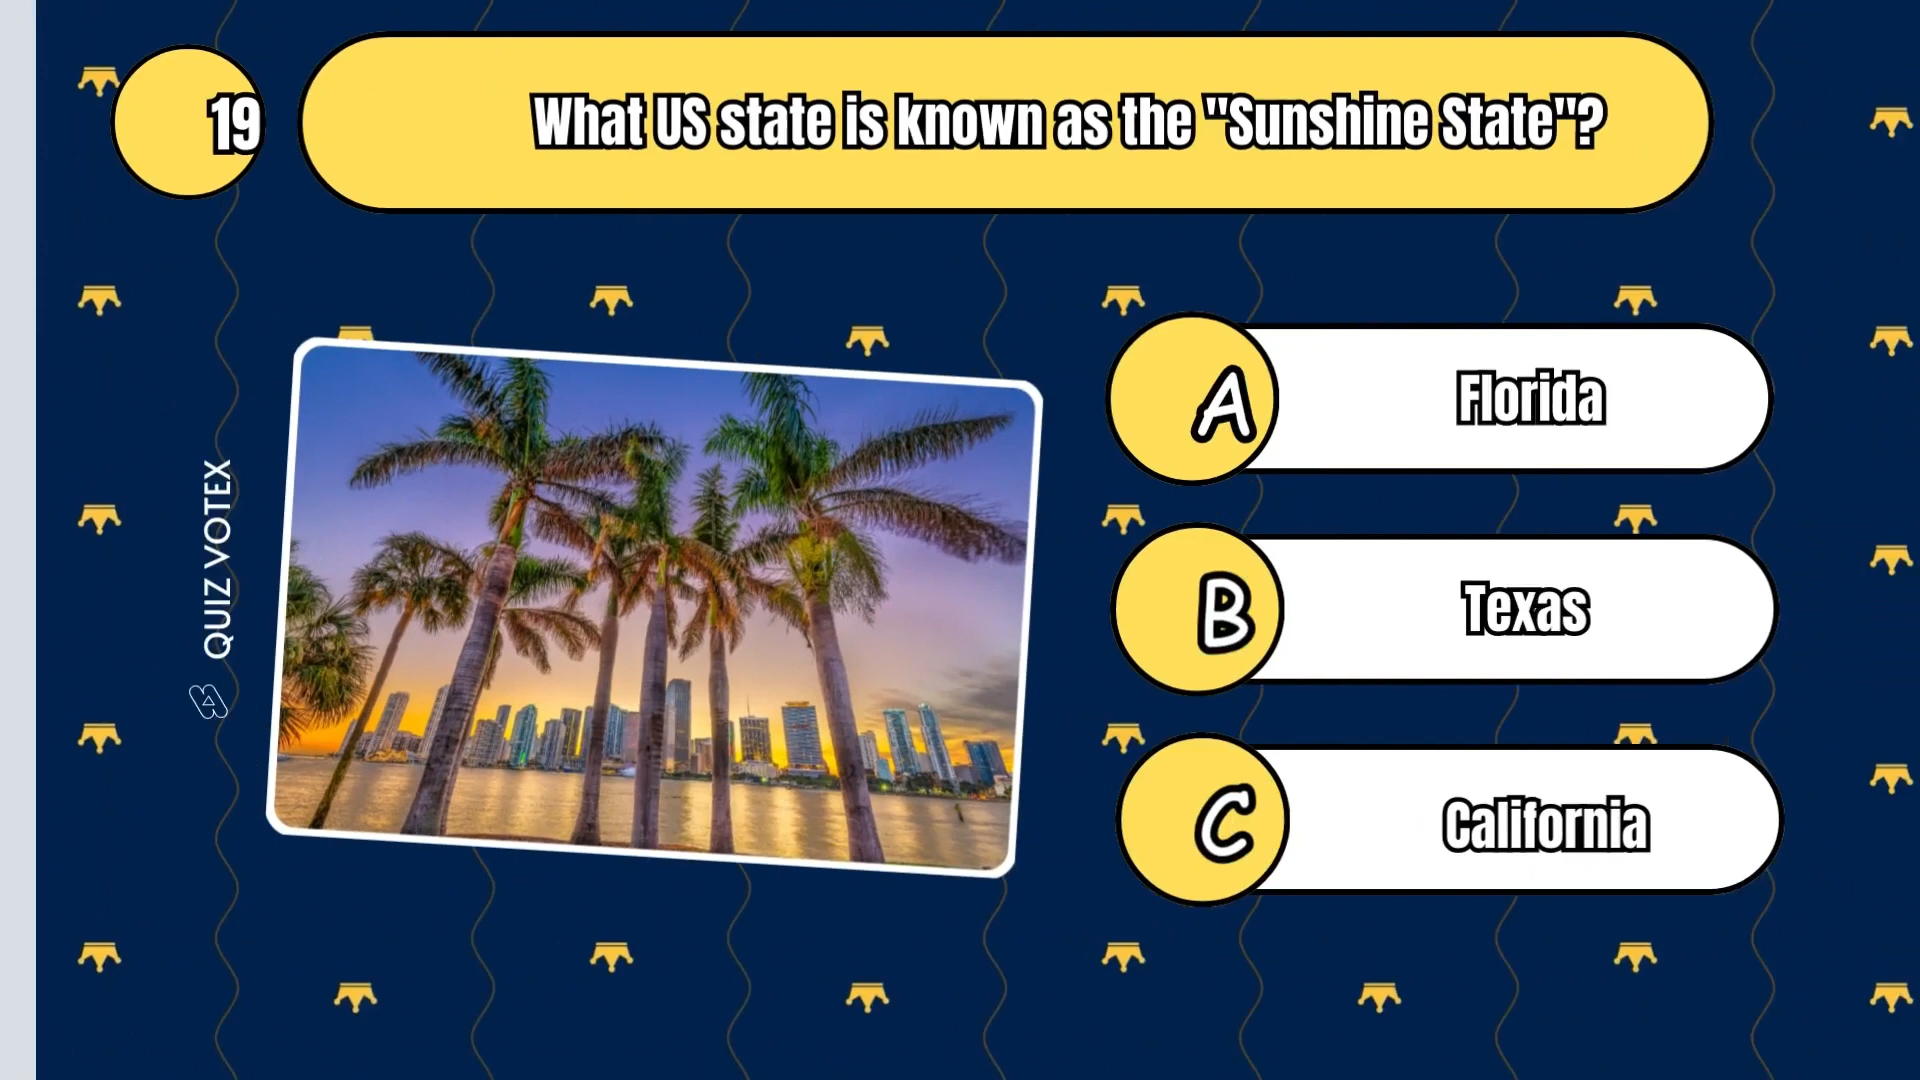 19
What US state is known as the "Sunshine State"?
QUIZ VOTEX
A
Florida
B
Texas
C
California